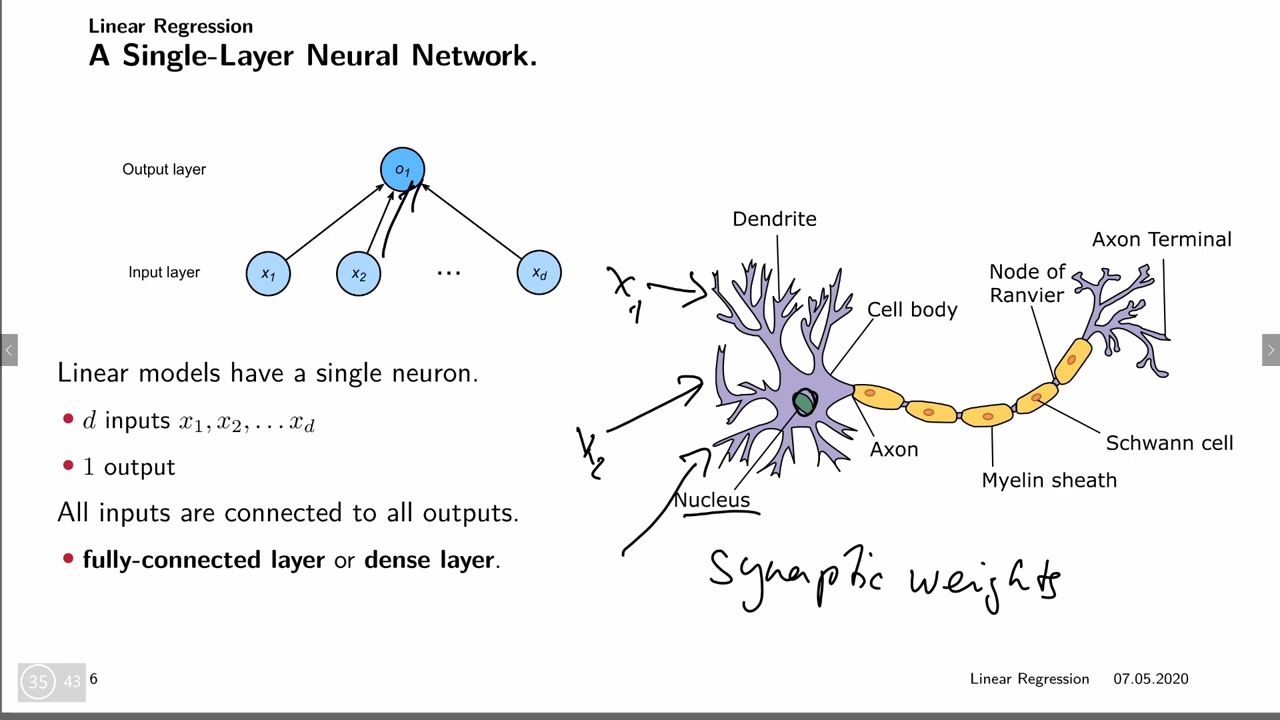 Linear Regression
A Single-Layer Neural Network.
Output layer
o1
Input layer
x1 x2 ... xd
Linear models have a single neuron.
• d inputs x1, x2, ... xd
• 1 output
All inputs are connected to all outputs.
• fully-connected layer or dense layer.
Dendrite
Axon Terminal
Node of
Ranvier
Cell body
x1
x2
Axon
Schwann cell
Myelin sheath
Nucleus
Synaptic weights
35 43 6
Linear Regression 07.05.2020